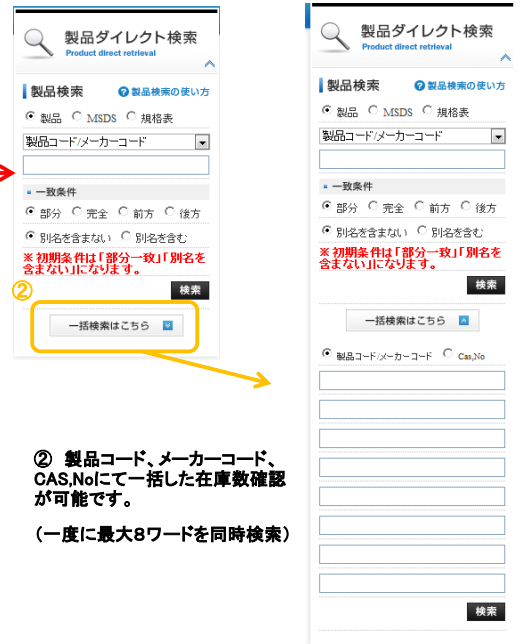 製品ダイレクト検索
Product direct retrieval
製品検索
製品検索の使い方
製品 MSDS 規格表
製品コード/メーカーコード
一致条件
部分 完全 前方 後方
別名を含まない 別名を含む
※初期条件は「部分一致」「別名を
含まない」になります。
②
検索
一括検索はこちら
② 製品コード、メーカーコード、
CAS,Noにて一括した在庫数確認
が可能です。
（一度に最大８ワードを同時検索）
製品ダイレクト検索
Product direct retrieval
製品検索
製品検索の使い方
製品 MSDS 規格表
製品コード/メーカーコード
一致条件
部分 完全 前方 後方
別名を含まない 別名を含む
※初期条件は「部分一致」「別名を
含まない」になります。
検索
一括検索はこちら
製品コード/メーカーコード Cas,No
検索